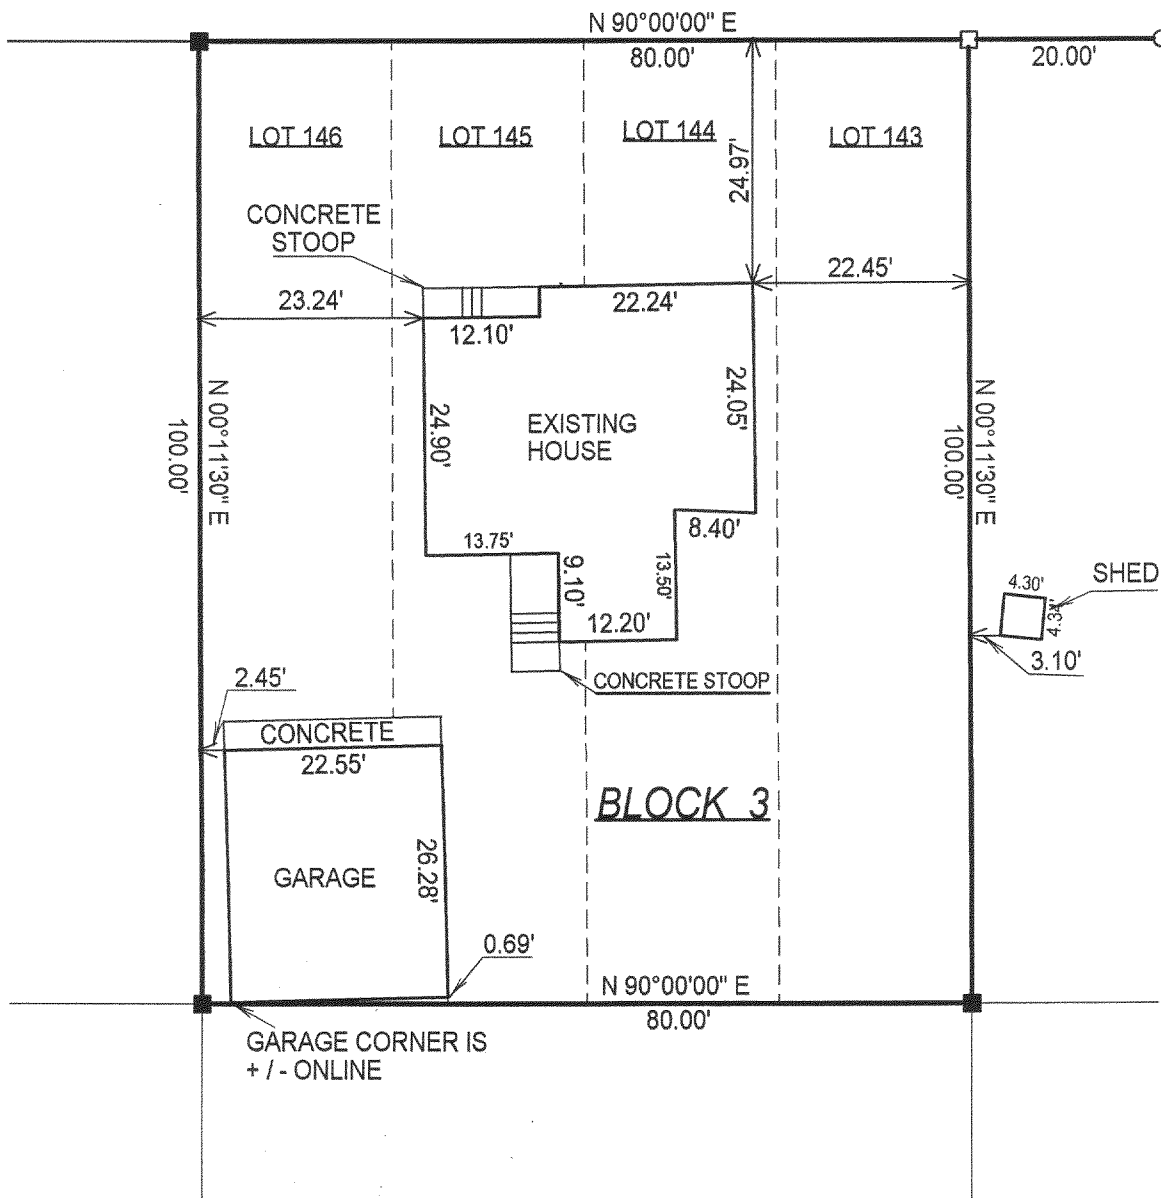 N 90°00'00" E
80.00'
20.00'
LOT 146
LOT 145
LOT 144
LOT 143
24.97'
CONCRETE
STOOP
22.45'
23.24'
22.24'
12.10'
N 00°11'30" E
100.00'
24.90'
EXISTING
HOUSE
24.05'
N 00°11'30" E
100.00'
8.40'
13.75'
9.10'
13.50'
12.20'
4.30'
SHED
4.34'
3.10'
2.45'
CONCRETE STOOP
CONCRETE
22.55'
BLOCK 3
26.28'
GARAGE
0.69'
N 90°00'00" E
80.00'
GARAGE CORNER IS
+ / - ONLINE